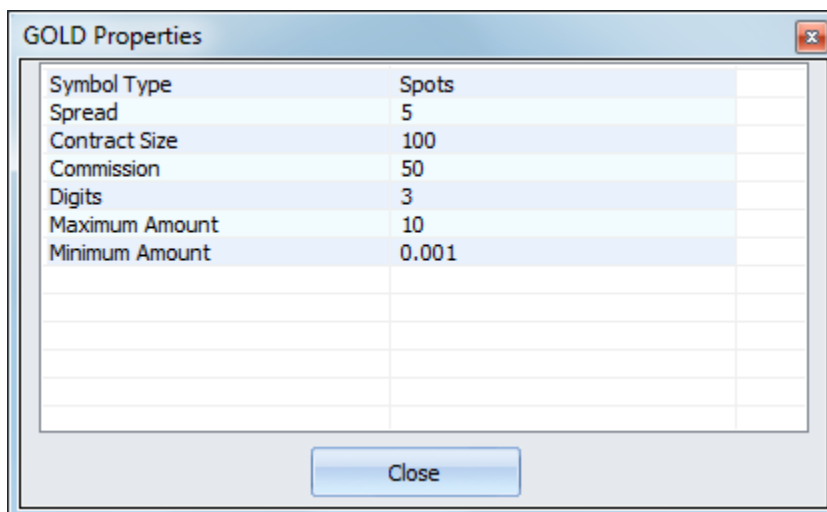 GOLD Properties
Symbol Type Spots
Spread 5
Contract Size 100
Commission 50
Digits 3
Maximum Amount 10
Minimum Amount 0.001
Close